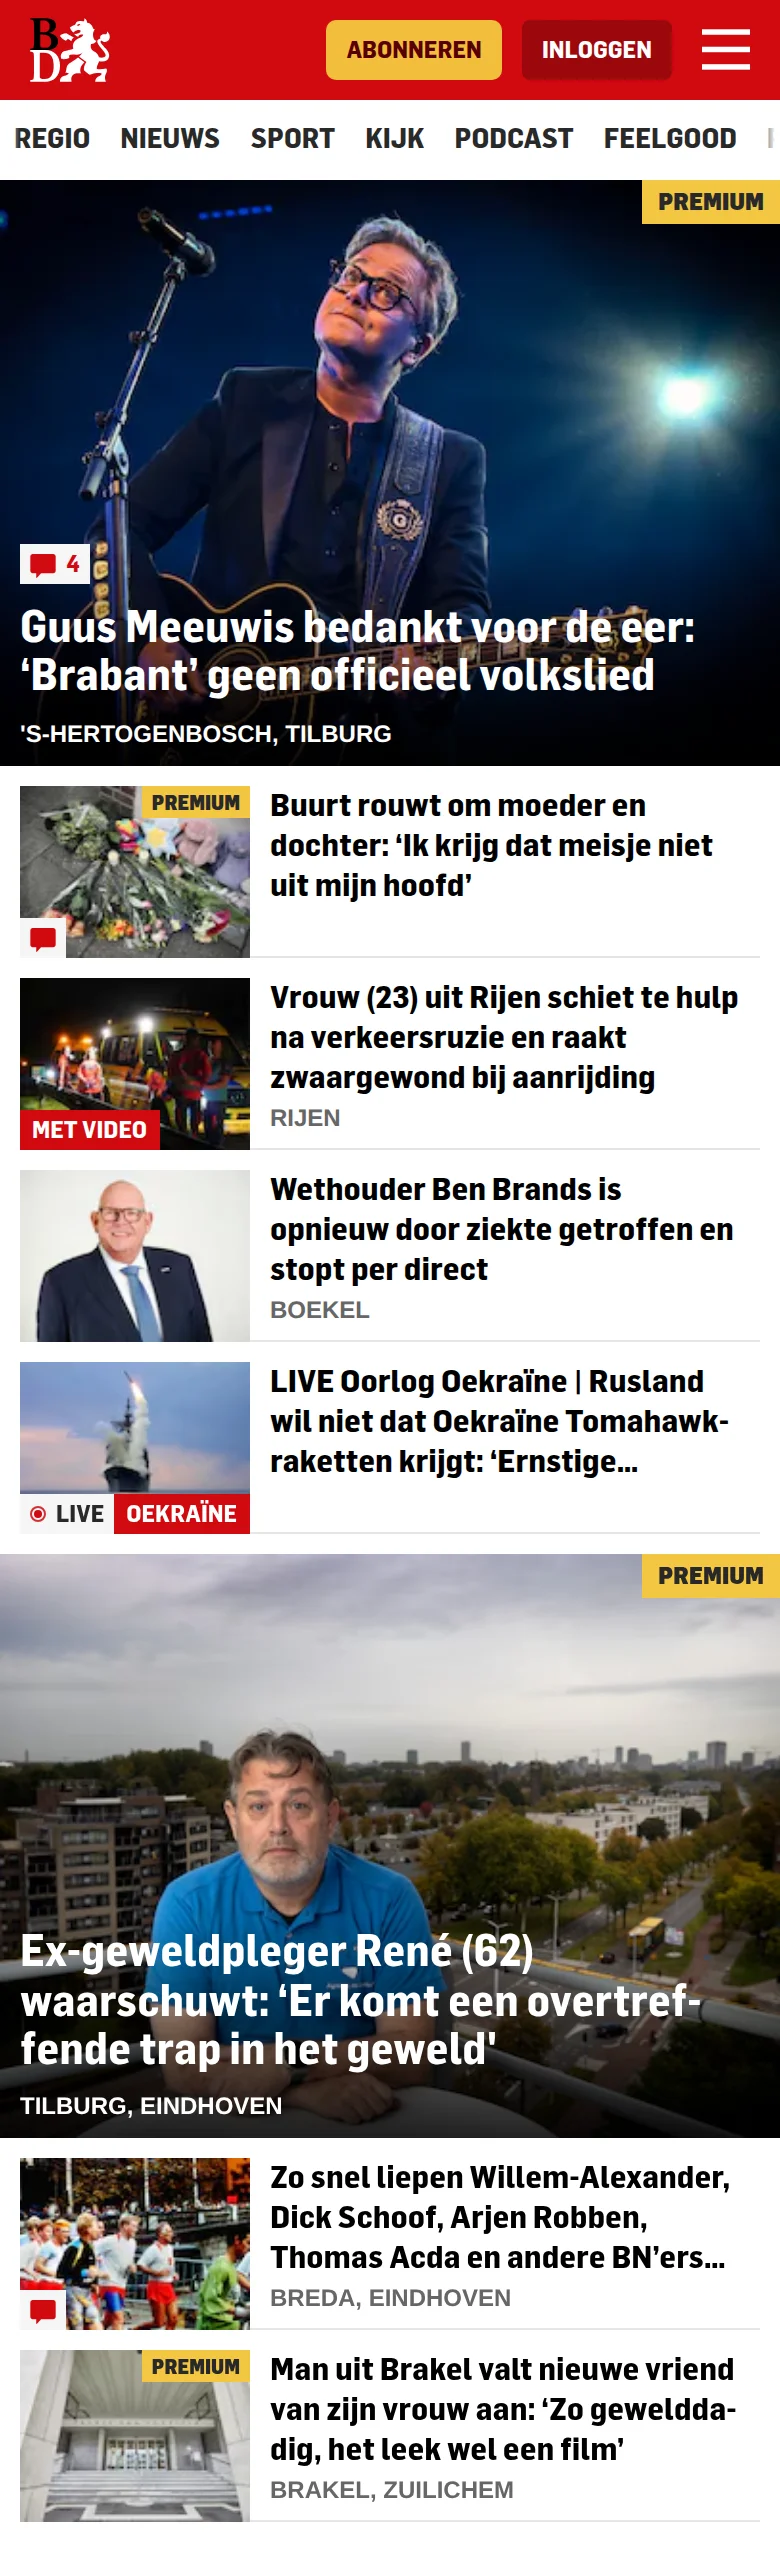 BD
ABONNEREN
INLOGGEN
REGIO NIEUWS SPORT KIJK PODCAST FEELGOOD
PREMIUM
4
Guus Meeuwis bedankt voor de eer:
‘Brabant’ geen officieel volkslied
'S-HERTOGENBOSCH, TILBURG
PREMIUM
Buurt rouwt om moeder en
dochter: ‘Ik krijg dat meisje niet
uit mijn hoofd’
MET VIDEO
Vrouw (23) uit Rijen schiet te hulp
na verkeersruzie en raakt
zwaargewond bij aanrijding
RIJEN
Wethouder Ben Brands is
opnieuw door ziekte getroffen en
stopt per direct
BOEKEL
LIVE OEKRAÏNE
LIVE Oorlog Oekraïne | Rusland
wil niet dat Oekraïne Tomahawk-
raketten krijgt: ‘Ernstige...
PREMIUM
Ex-geweldpleger René (62)
waarschuwt: ‘Er komt een overtref-
fende trap in het geweld'
TILBURG, EINDHOVEN
Zo snel liepen Willem-Alexander,
Dick Schoof, Arjen Robben,
Thomas Acda en andere BN’ers...
BREDA, EINDHOVEN
PREMIUM
Man uit Brakel valt nieuwe vriend
van zijn vrouw aan: ‘Zo geweldda-
dig, het leek wel een film’
BRAKEL, ZUILICHEM